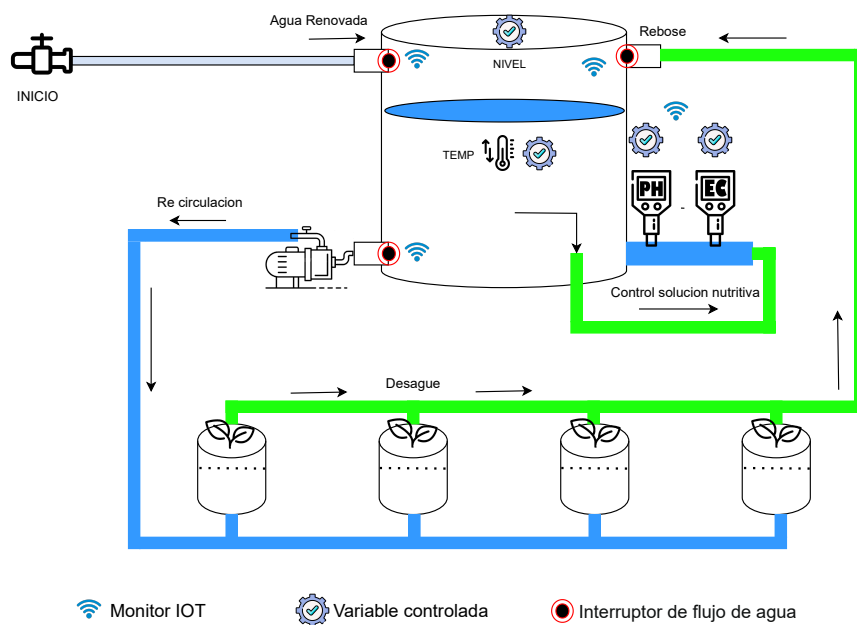 Agua Renovada
Rebose
INICIO
NIVEL
TEMP
PH
-
EC
Re circulacion
Control solucion nutritiva
Desague
Monitor IOT
Variable controlada
Interruptor de flujo de agua